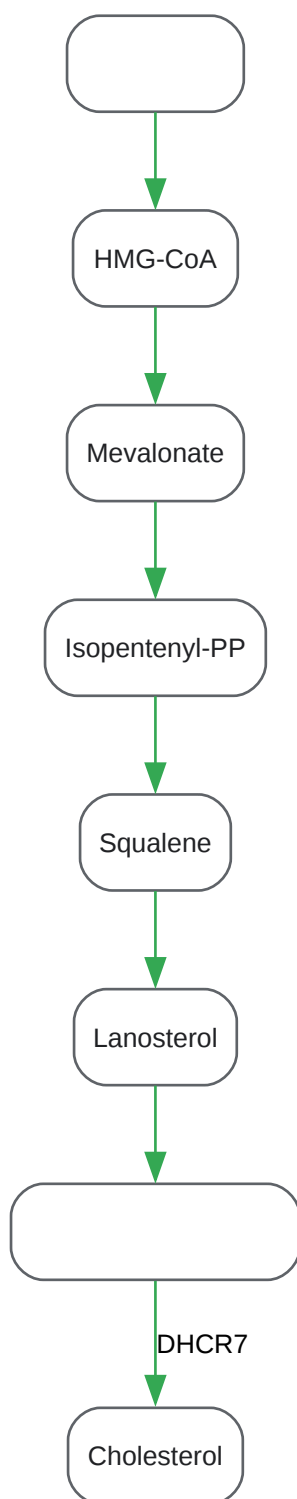 HMG-CoA
Mevalonate
Isopentenyl-PP
Squalene
Lanosterol
DHCR7
Cholesterol